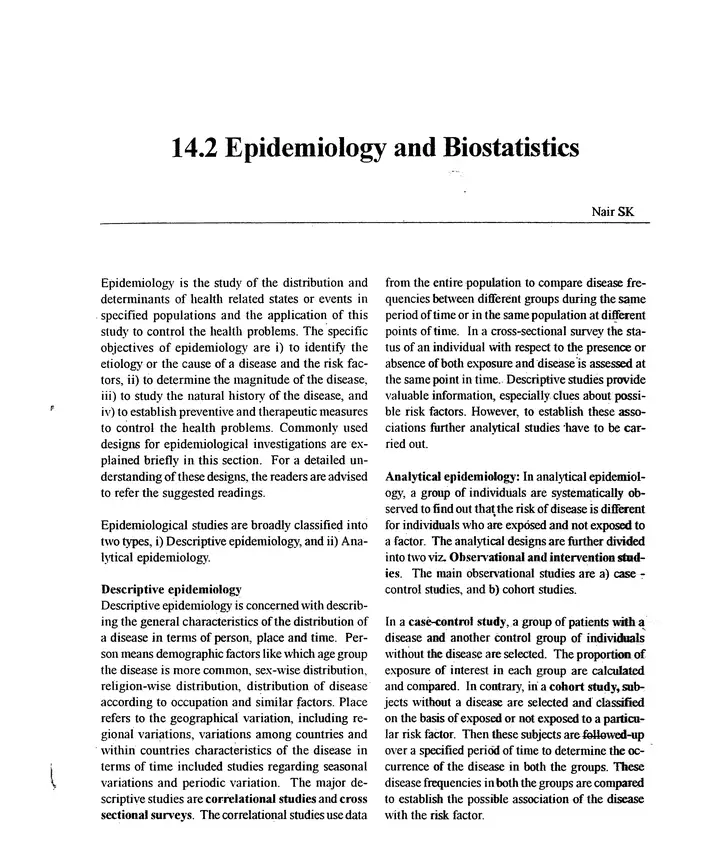 14.2 Epidemiology and Biostatistics
Nair SK
Epidemiology is the study of the distribution and
determinants of health related states or events in
specified populations and the application of this
study to control the health problems. The specific
objectives of epidemiology are i) to identify the
etiology or the cause of a disease and the risk fac-
tors, ii) to determine the magnitude of the disease,
iii) to study the natural history of the disease, and
iv) to establish preventive and therapeutic measures
to control the health problems. Commonly used
designs for epidemiological investigations are ex-
plained briefly in this section. For a detailed un-
derstanding of these designs, the readers are advised
to refer the suggested readings.
Epidemiological studies are broadly classified into
two types, i) Descriptive epidemiology, and ii) Ana-
lytical epidemiology.
Descriptive epidemiology
Descriptive epidemiology is concerned with describ-
ing the general characteristics of the distribution of
a disease in terms of person, place and time. Per-
son means demographic factors like which age group
the disease is more common, sex-wise distribution,
religion-wise distribution, distribution of disease
according to occupation and similar factors. Place
refers to the geographical variation, including re-
gional variations, variations among countries and
within countries characteristics of the disease in
terms of time included studies regarding seasonal
variations and periodic variation. The major de-
scriptive studies are correlational studies and cross
sectional surveys. The correlational studies use data
from the entire population to compare disease fre-
quencies between different groups during the same
period of time or in the same population at different
points of time. In a cross-sectional survey the sta-
tus of an individual with respect to the presence or
absence of both exposure and disease is assessed at
the same point in time. Descriptive studies provide
valuable information, especially clues about possi-
ble risk factors. However, to establish these asso-
ciations further analytical studies have to be car-
ried out.
Analytical epidemiology: In analytical epidemiol-
ogy, a group of individuals are systematically ob-
served to find out that the risk of disease is different
for individuals who are exposed and not exposed to
a factor. The analytical designs are further divided
into two viz. Observational and intervention stud-
ies. The main observational studies are a) case -
control studies, and b) cohort studies.
In a case-control study, a group of patients with a
disease and another control group of individuals
without the disease are selected. The proportion of
exposure of interest in each group are calculated
and compared. In contrary, in a cohort study, sub-
jects without a disease are selected and classified
on the basis of exposed or not exposed to a particu-
lar risk factor. Then these subjects are followed-up
over a specified period of time to determine the oc-
currence of the disease in both the groups. These
disease frequencies in both the groups are compared
to establish the possible association of the disease
with the risk factor.